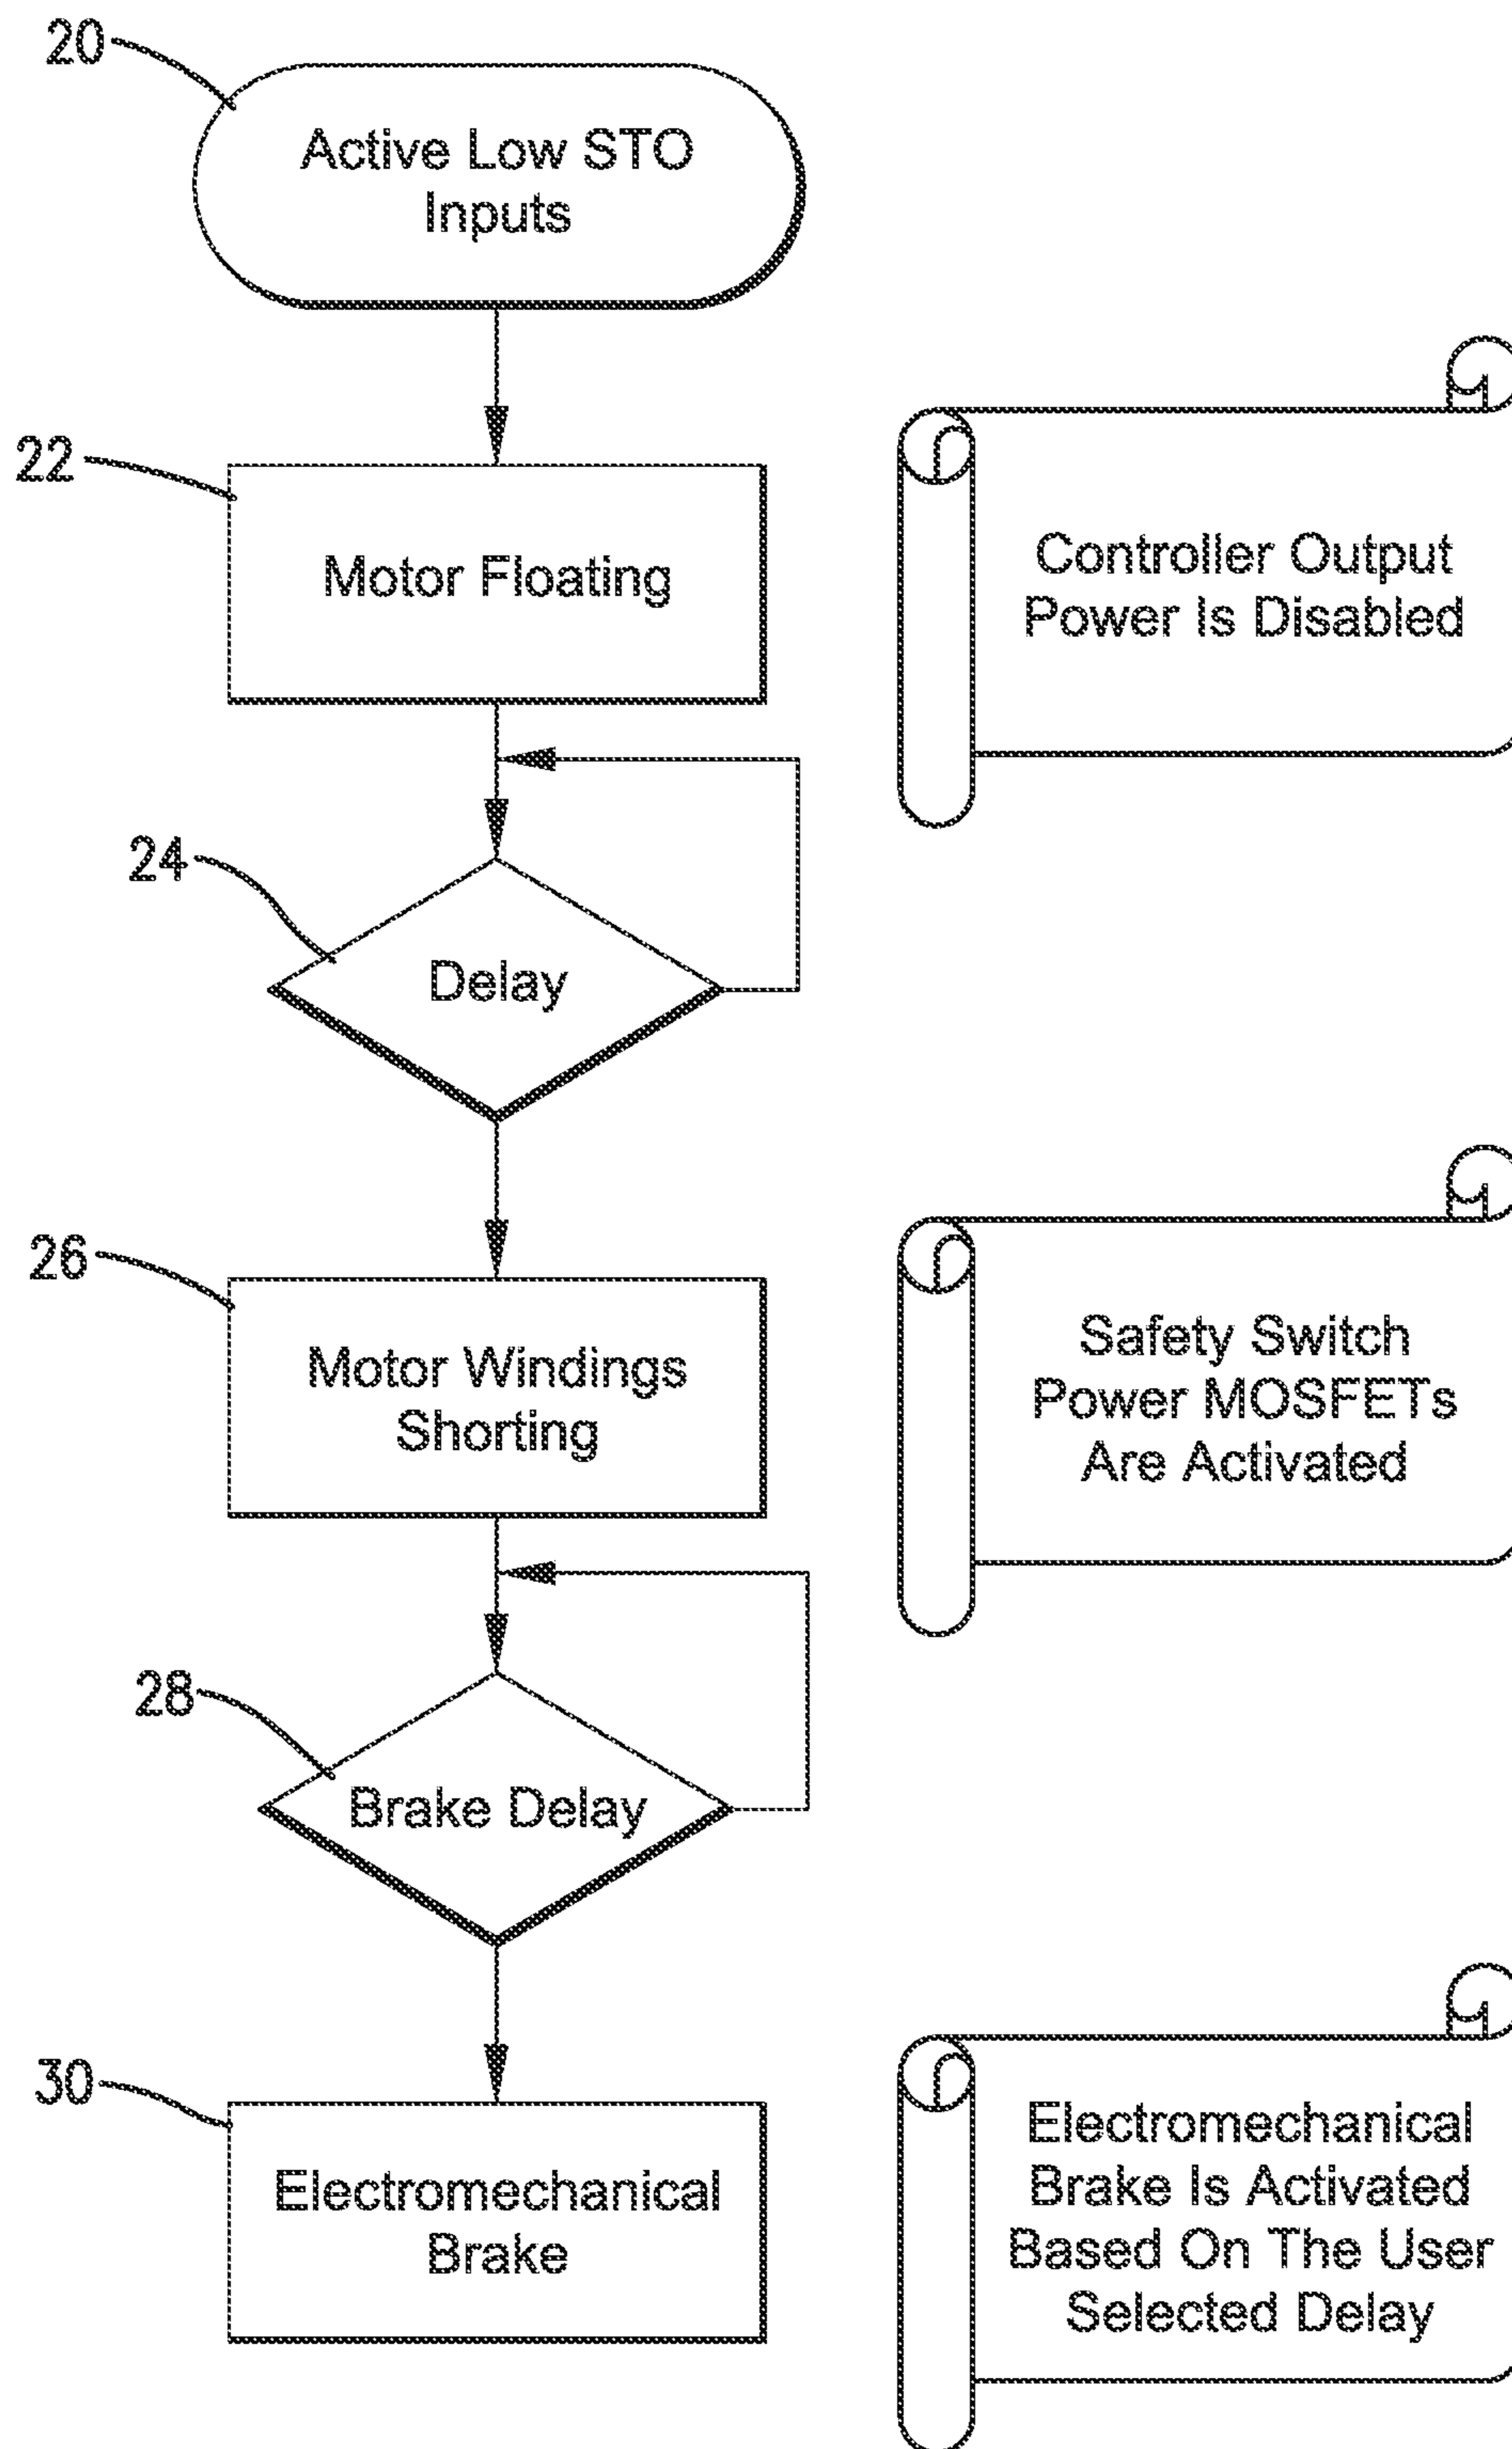 20
Active Low STO
Inputs
22
Motor Floating
Controller Output
Power Is Disabled
24
Delay
26
Motor Windings
Shorting
Safety Switch
Power MOSFETs
Are Activated
28
Brake Delay
30
Electromechanical
Brake
Electromechanical
Brake Is Activated
Based On The User
Selected Delay